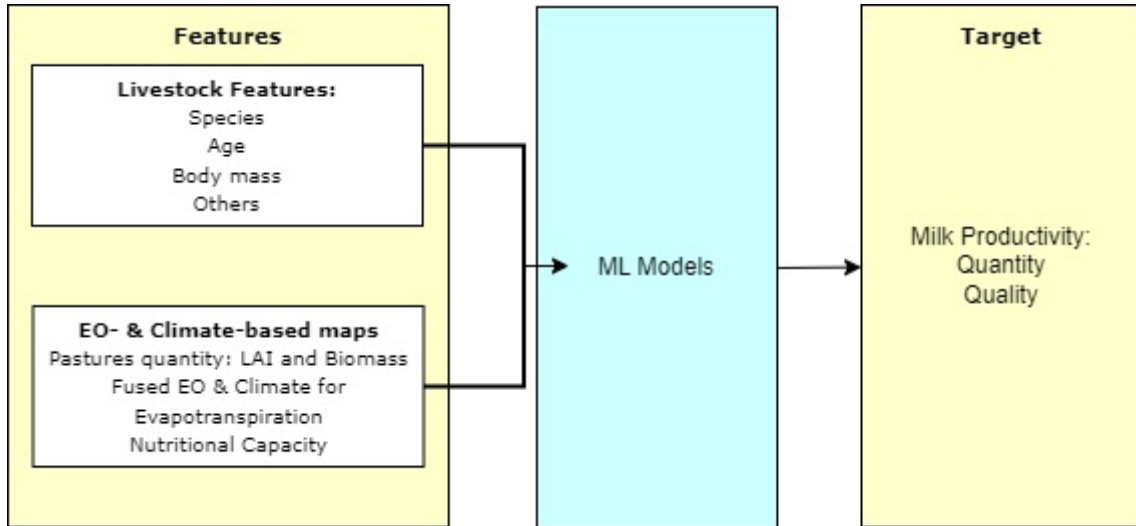 Features
Livestock Features:
Species
Age
Body mass
Others
EO- & Climate-based maps
Pastures quantity: LAI and Biomass
Fused EO & Climate for
Evapotranspiration
Nutritional Capacity
ML Models
Target
Milk Productivity:
Quantity
Quality